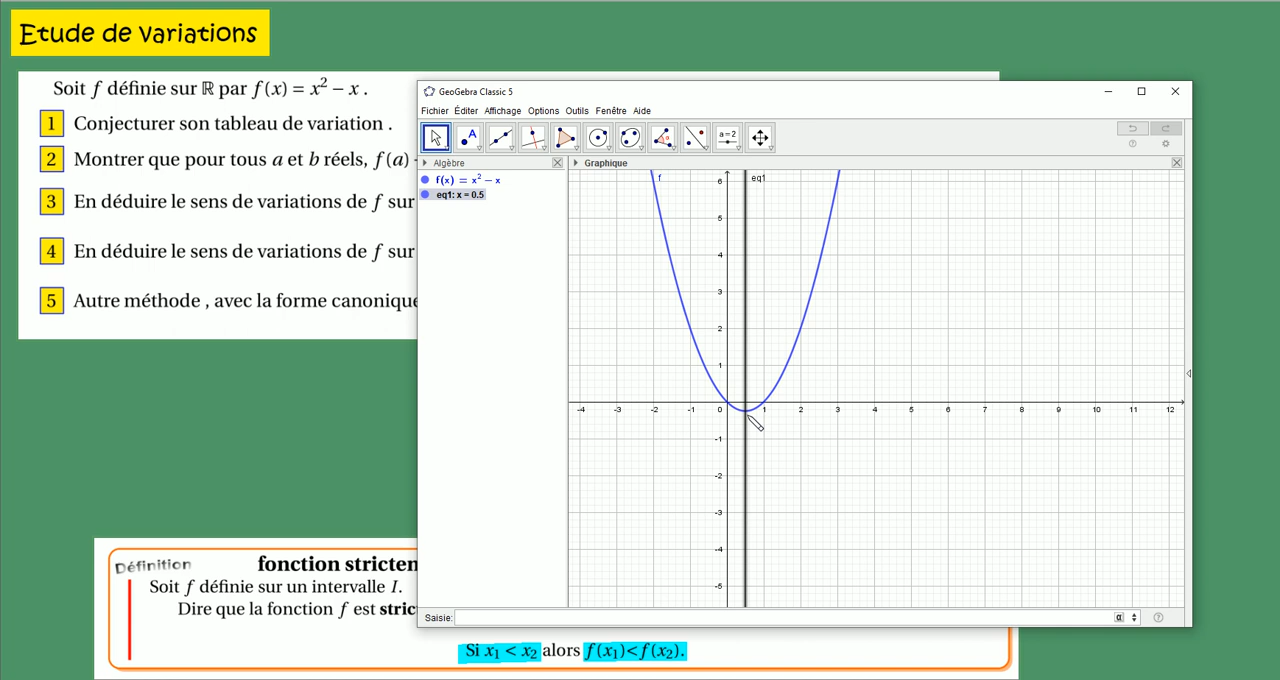 Etude de variations
Soit f définie sur ℝ par f(x) = x² − x .
1 Conjecturer son tableau de variation .
2 Montrer que pour tous a et b réels, f(a) -
3 En déduire le sens de variations de f sur
4 En déduire le sens de variations de f sur
5 Autre méthode , avec la forme canonique
GeoGebra Classic 5
Fichier Éditer Affichage Options Outils Fenêtre Aide
A
a=2
Algèbre
Graphique
f(x) = x² − x
eq1: x = 0.5
f
eq1
6
5
4
3
2
1
-4 -3 -2 -1 0 1 2 3 4 5 6 7 8 9 10 11 12
-1
-2
-3
-4
-5
Saisie:
α
Définition
fonction stricten
Soit f définie sur un intervalle I.
Dire que la fonction f est stric
Si x₁ < x₂ alors f(x₁)<f(x₂).